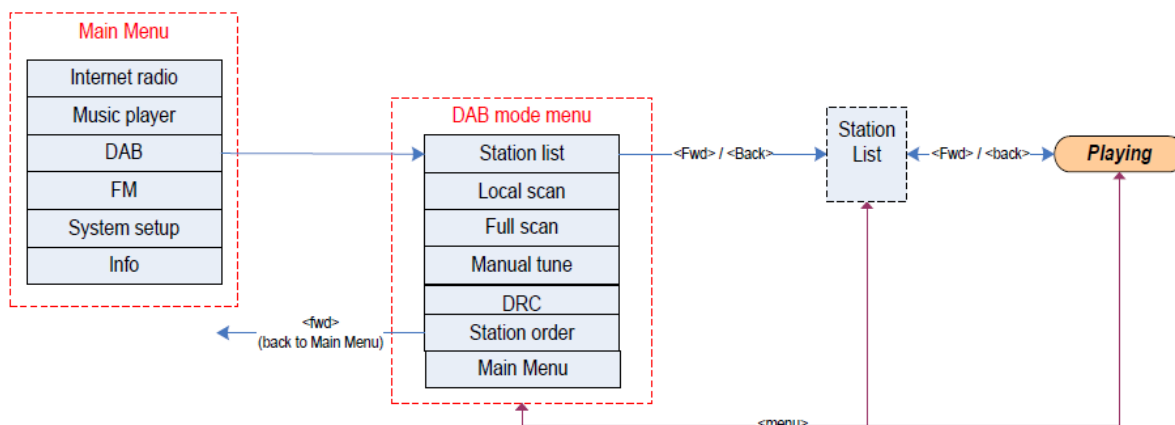 Main Menu
Internet radio
Music player
DAB
FM
System setup
Info
DAB mode menu
Station list
Local scan
Full scan
Manual tune
DRC
Station order
Main Menu
<fwd>
(back to Main Menu)
<Fwd> / <Back>
Station
List
<Fwd> / <back>
Playing
<menu>